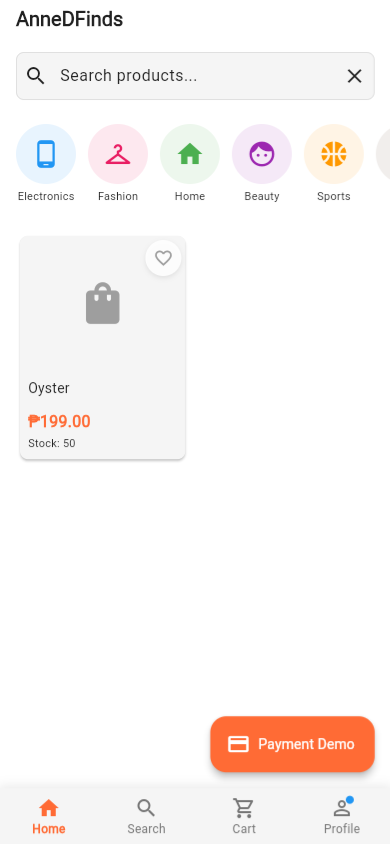 AnneDFinds
Search products...
Electronics Fashion Home Beauty Sports
Oyster
₱199.00
Stock: 50
Payment Demo
Home Search Cart Profile